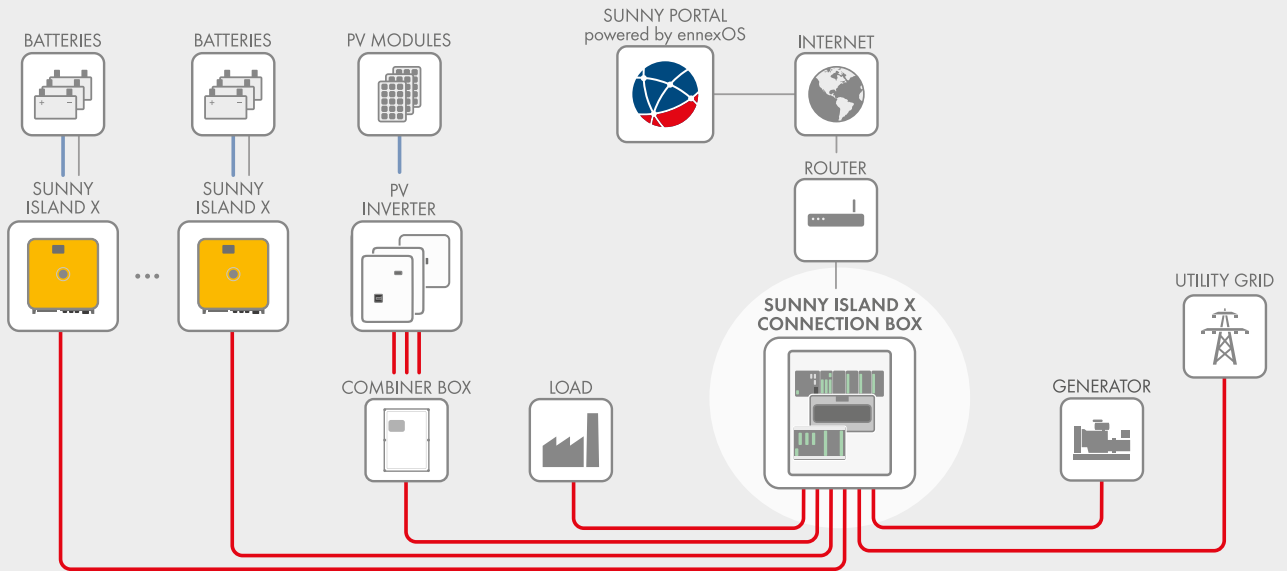 SUNNY PORTAL
powered by ennexOS
BATTERIES
BATTERIES
PV MODULES
INTERNET
ROUTER
SUNNY
ISLAND X
SUNNY
ISLAND X
PV
INVERTER
...
UTILITY GRID
SUNNY ISLAND X
CONNECTION BOX
COMBINER BOX
LOAD
GENERATOR